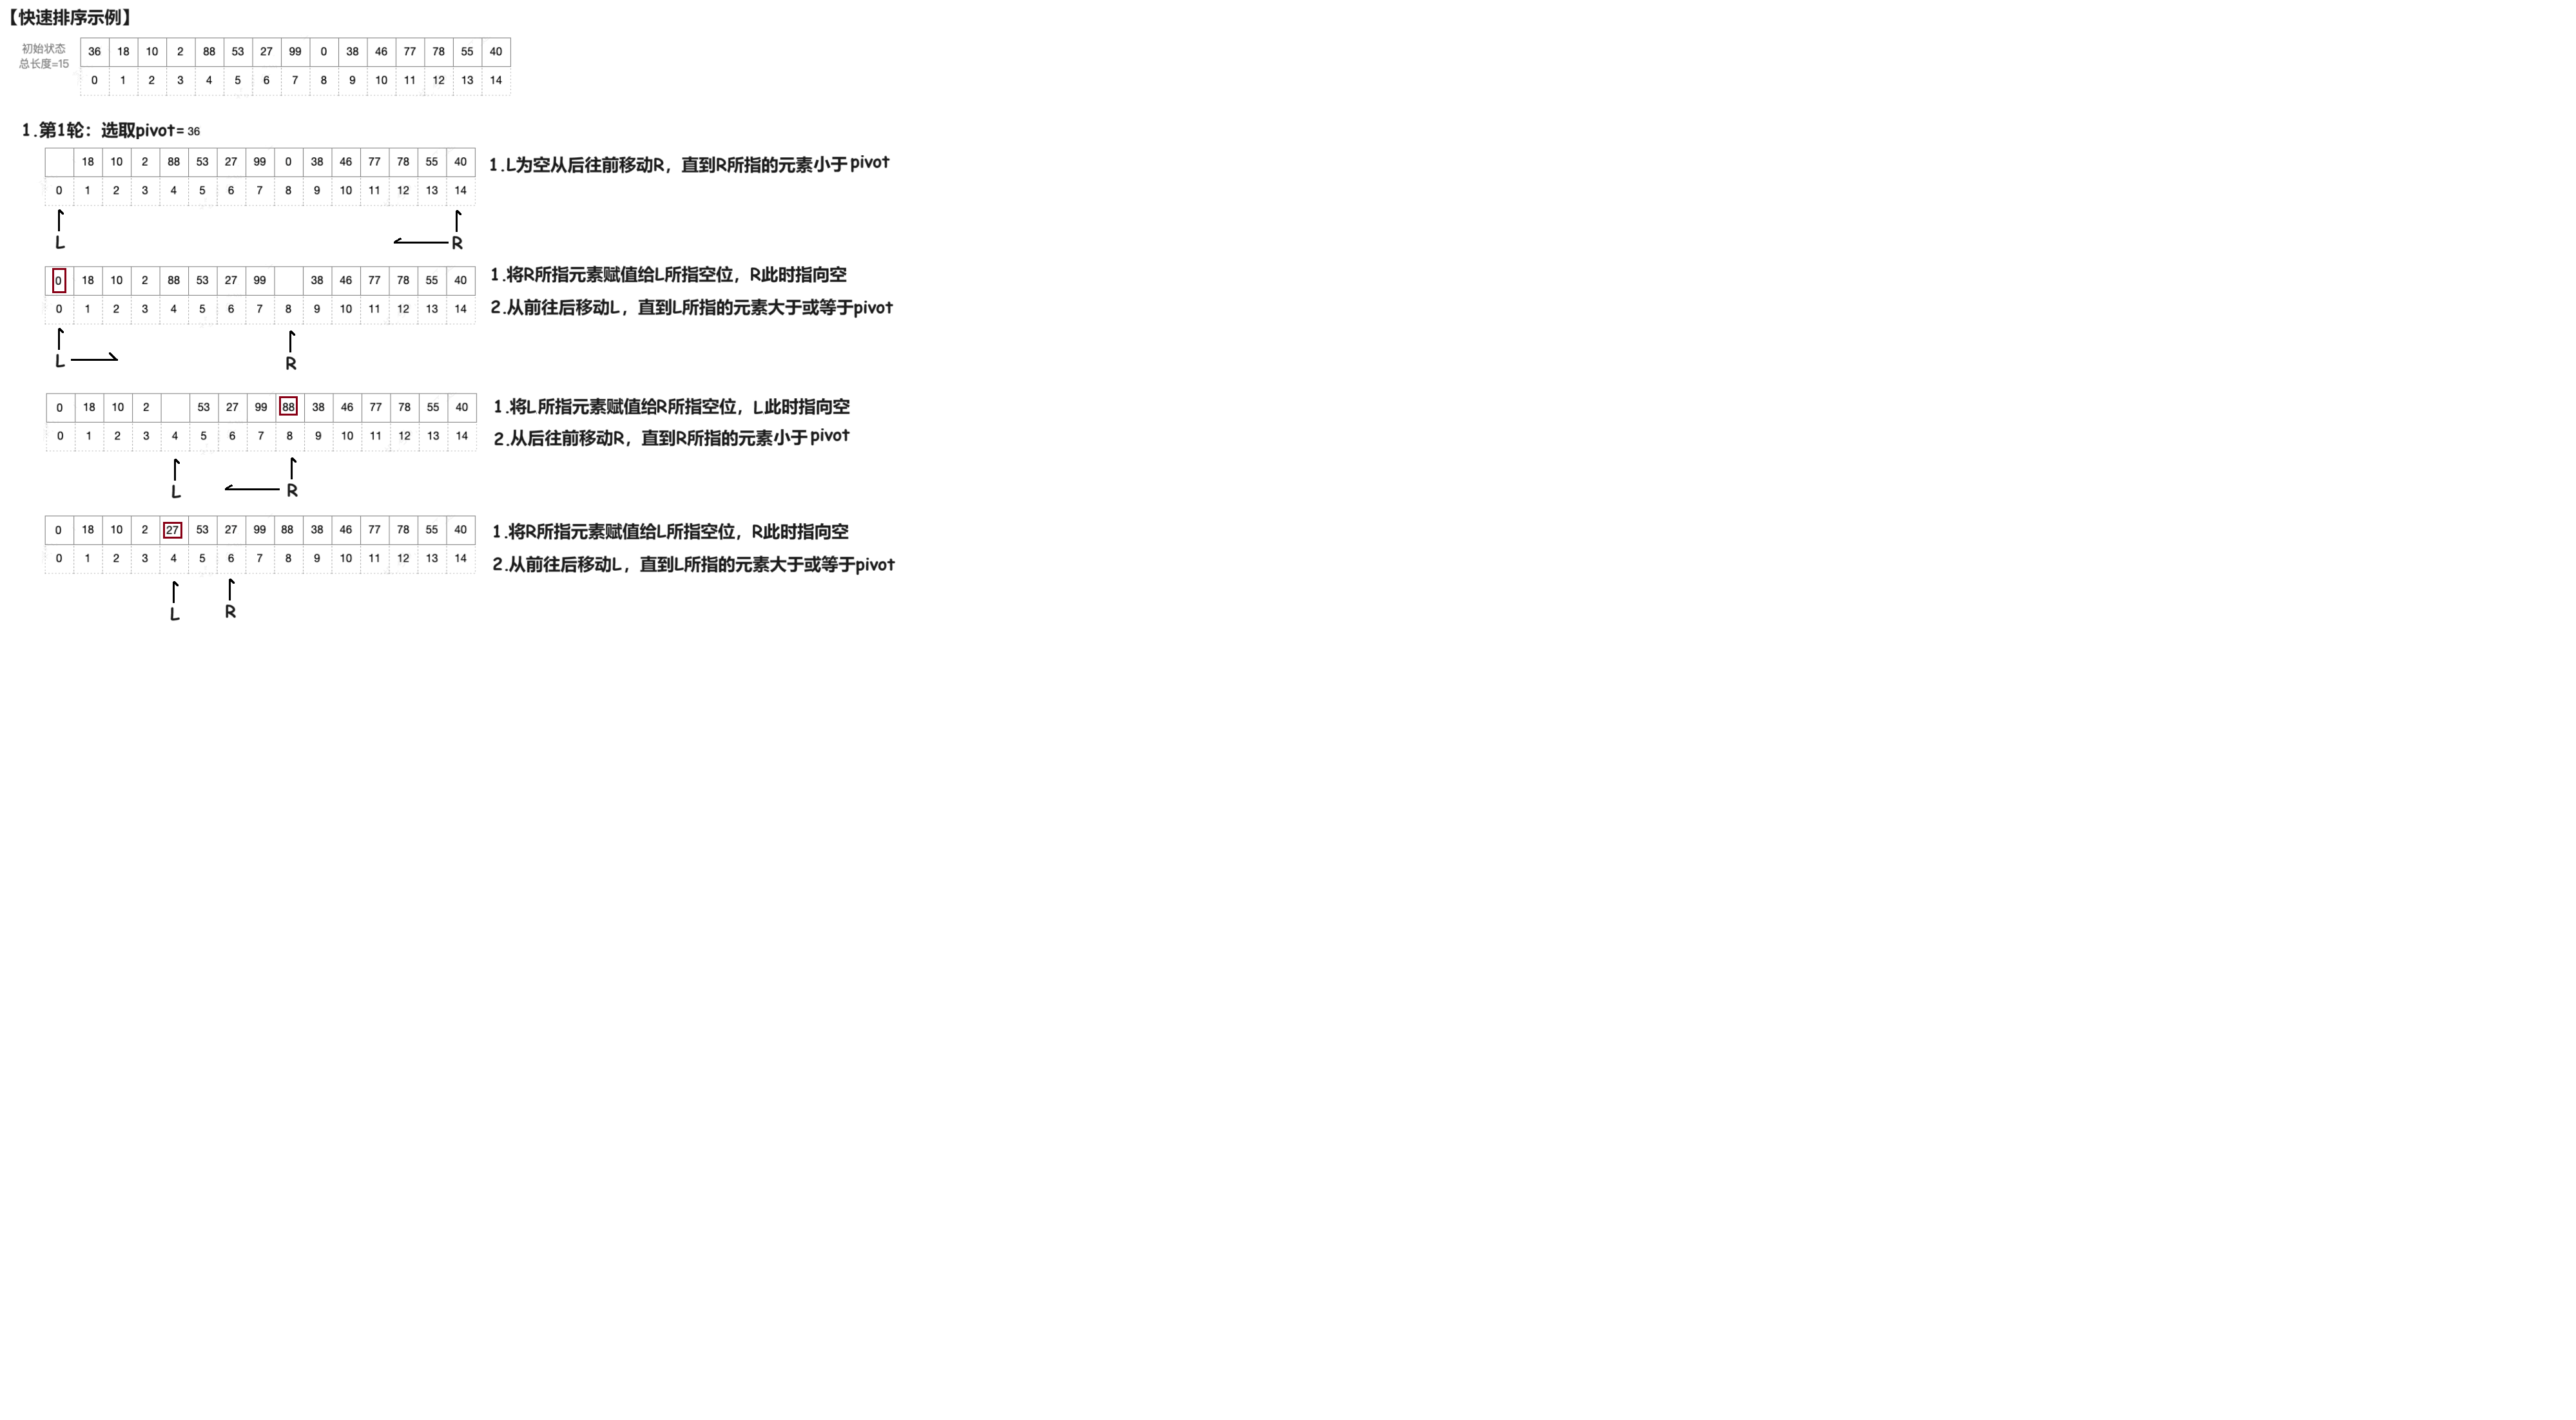 【快速排序示例】
初始状态
总长度=15
36 18 10 2 88 53 27 99 0 38 46 77 78 55 40
0 1 2 3 4 5 6 7 8 9 10 11 12 13 14
1.第1轮：选取pivot= 36
18 10 2 88 53 27 99 0 38 46 77 78 55 40
0 1 2 3 4 5 6 7 8 9 10 11 12 13 14
L R
1.L为空从后往前移动R，直到R所指的元素小于pivot
0 18 10 2 88 53 27 99 38 46 77 78 55 40
0 1 2 3 4 5 6 7 8 9 10 11 12 13 14
L R
1.将R所指元素赋值给L所指空位，R此时指向空
2.从前往后移动L，直到L所指的元素大于或等于pivot
0 18 10 2 53 27 99 88 38 46 77 78 55 40
0 1 2 3 4 5 6 7 8 9 10 11 12 13 14
L R
1.将L所指元素赋值给R所指空位，L此时指向空
2.从后往前移动R，直到R所指的元素小于pivot
0 18 10 2 27 53 27 99 88 38 46 77 78 55 40
0 1 2 3 4 5 6 7 8 9 10 11 12 13 14
L R
1.将R所指元素赋值给L所指空位，R此时指向空
2.从前往后移动L，直到L所指的元素大于或等于pivot